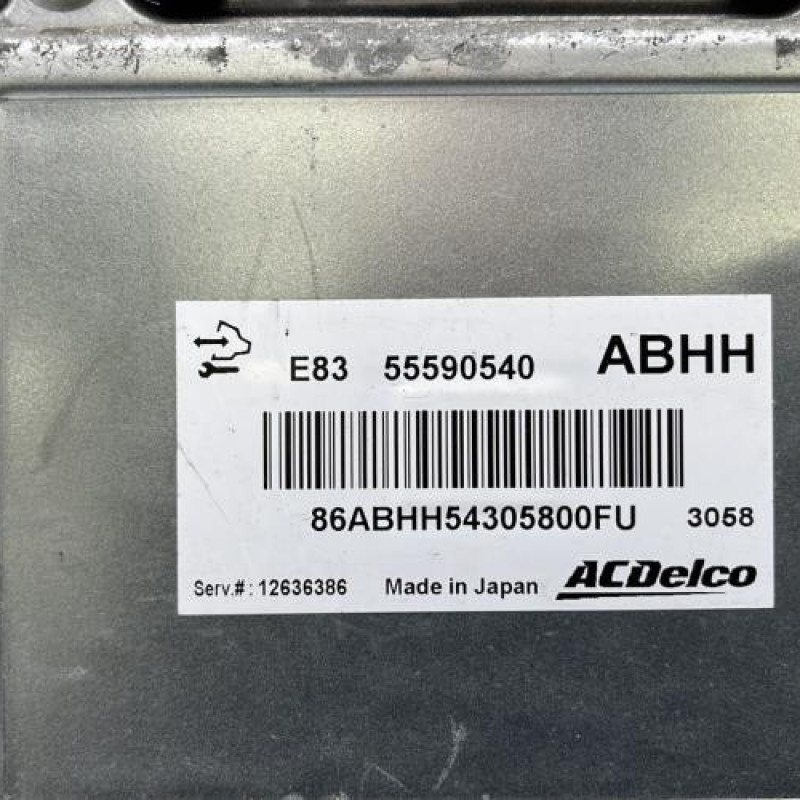 E83 55590540 ABHH
86ABHH54305800FU 3058
Serv.#: 12636386 Made in Japan ACDelco